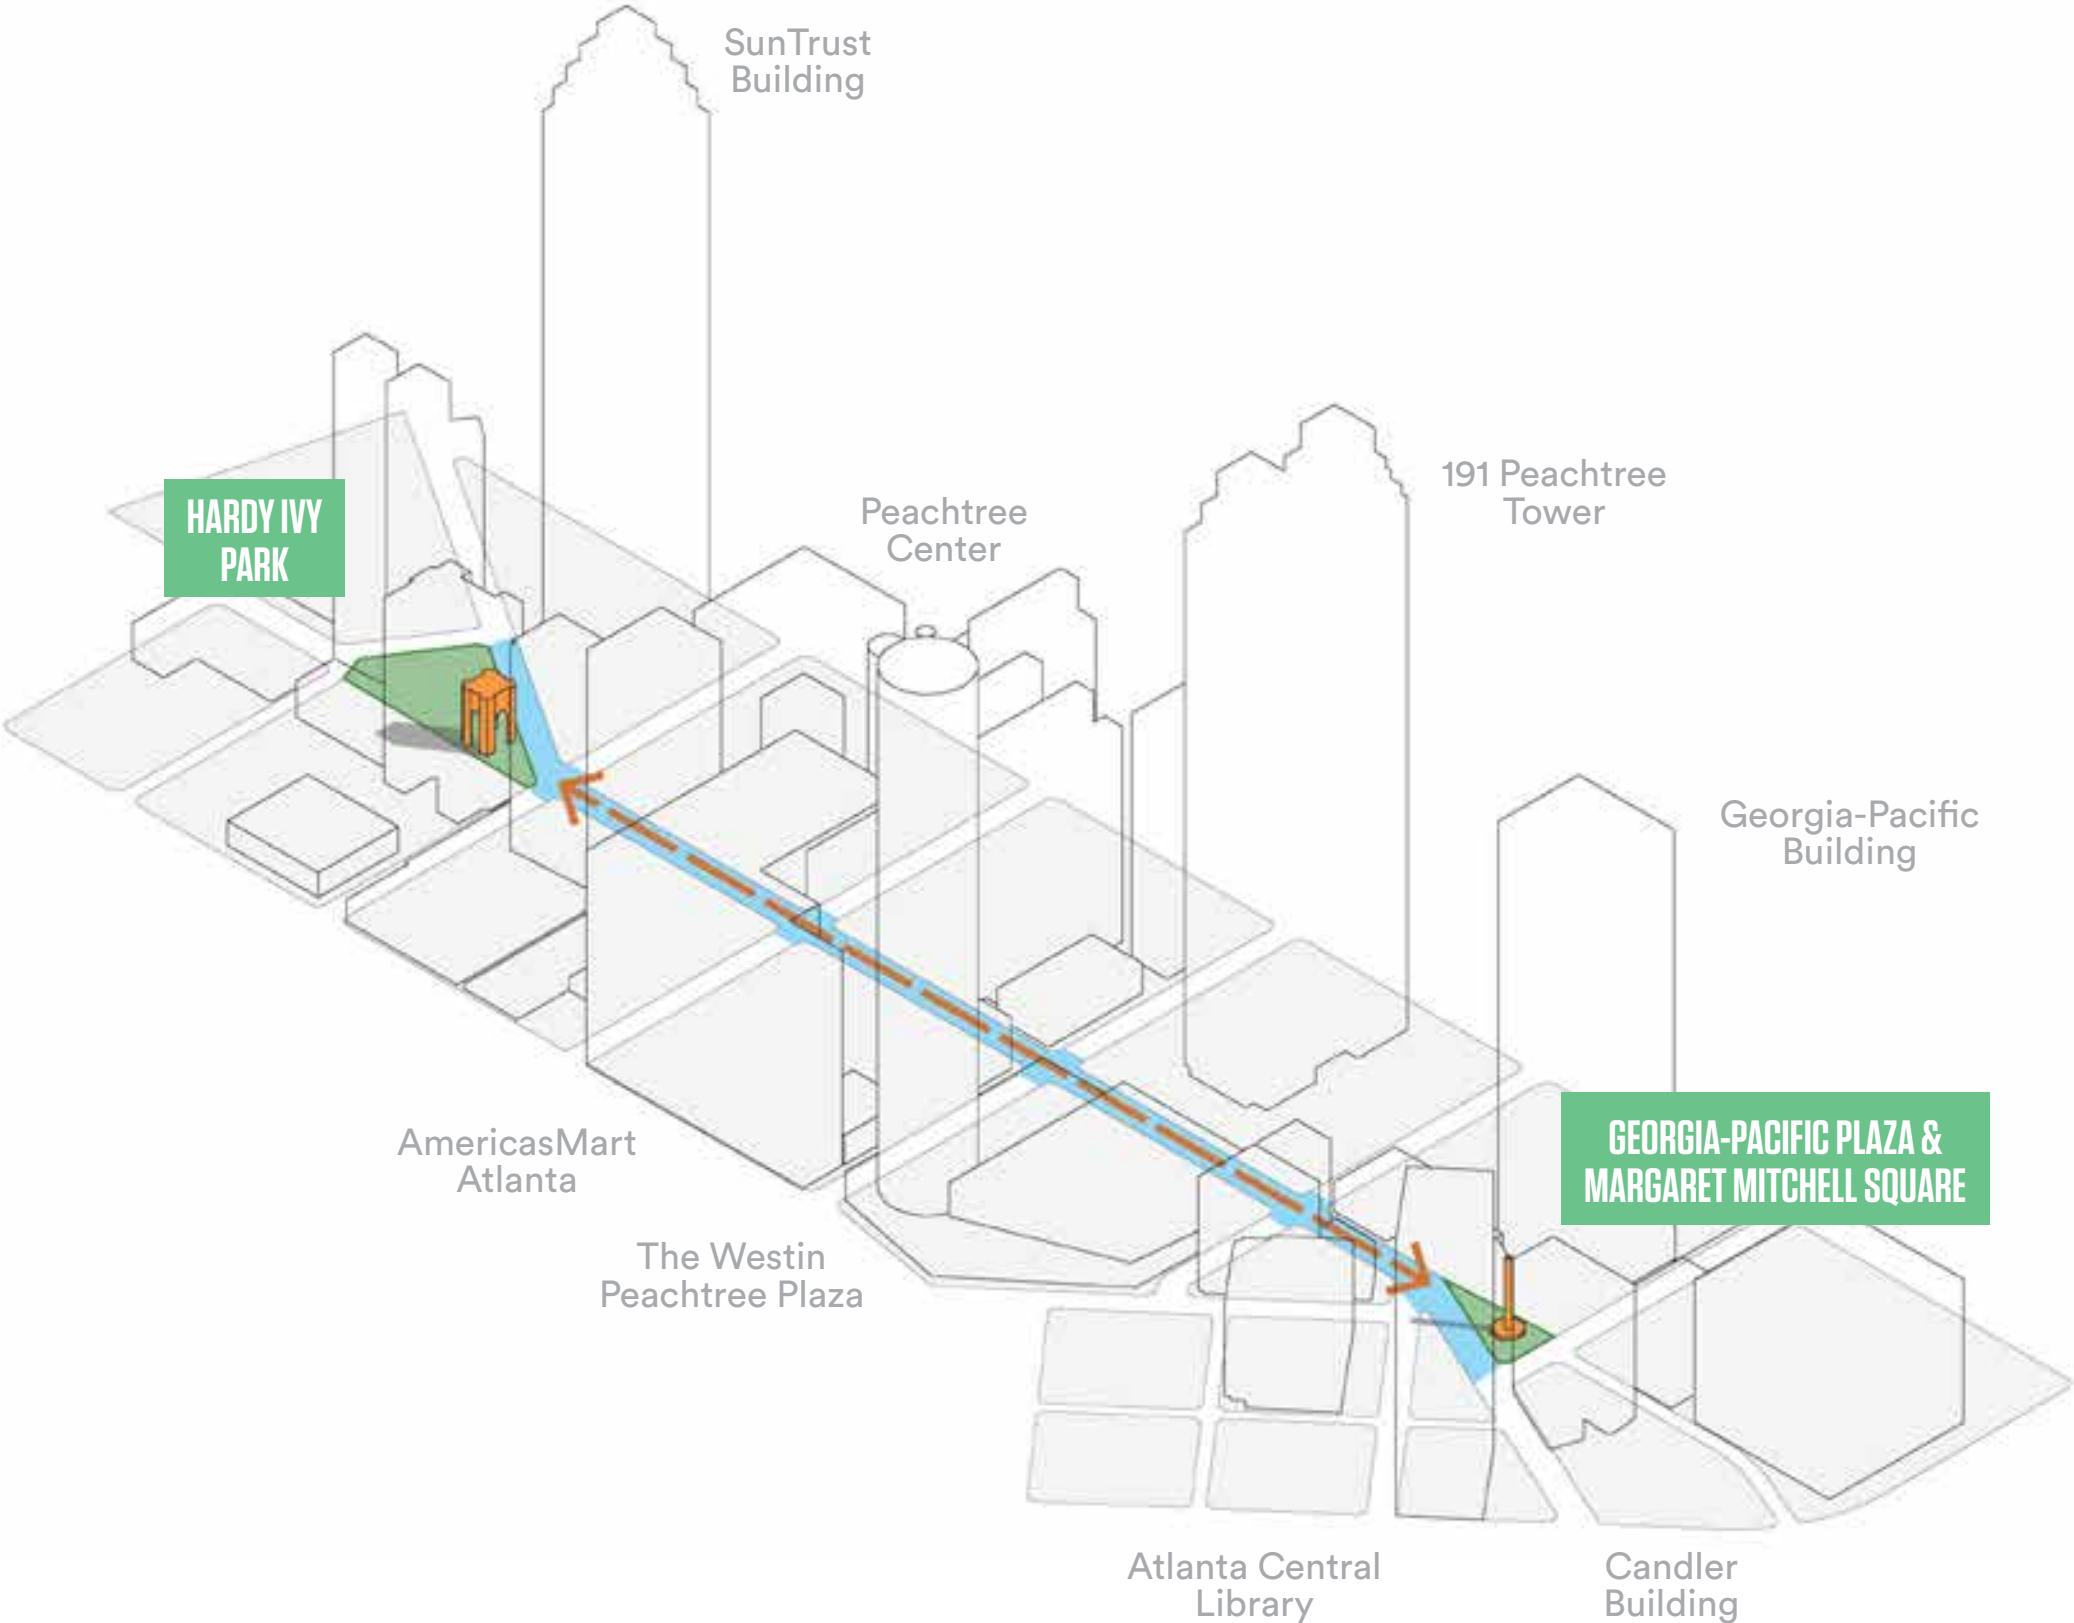 SunTrust
Building
191 Peachtree
Tower
HARDY IVY
PARK
Peachtree
Center
Georgia-Pacific
Building
GEORGIA-PACIFIC PLAZA &
MARGARET MITCHELL SQUARE
AmericasMart
Atlanta
The Westin
Peachtree Plaza
Atlanta Central
Library
Candler
Building